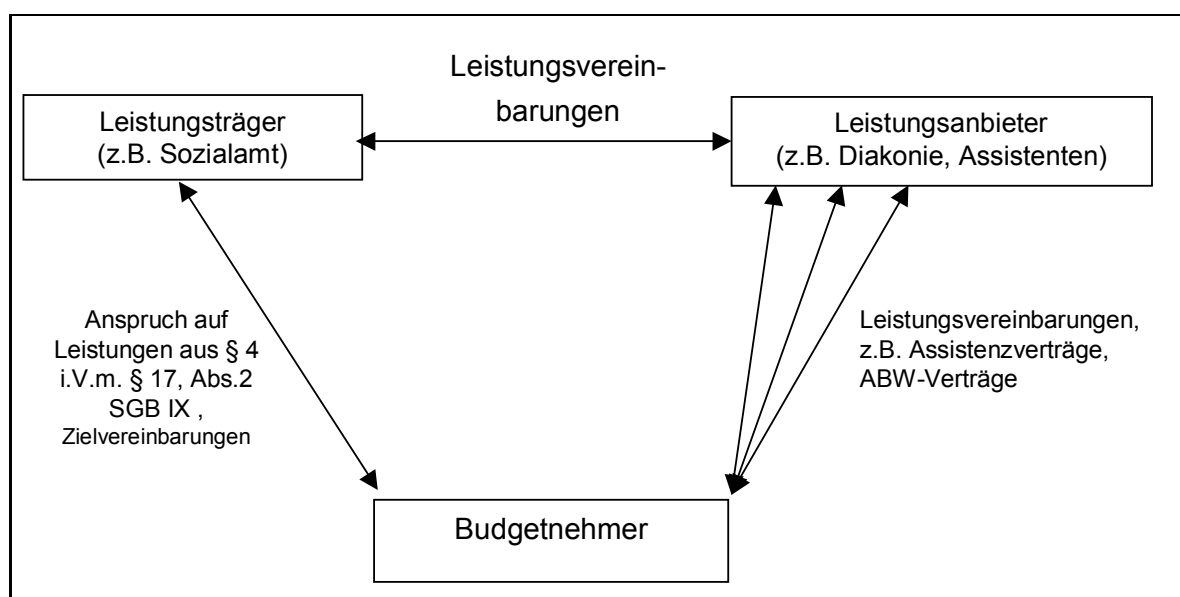 Leistungsverein-
barungen
Leistungsträger
(z.B. Sozialamt)
Leistungsanbieter
(z.B. Diakonie, Assistenten)
Anspruch auf
Leistungen aus § 4
i.V.m. § 17, Abs.2
SGB IX ,
Zielvereinbarungen
Leistungsvereinbarungen,
z.B. Assistenzverträge,
ABW-Verträge
Budgetnehmer